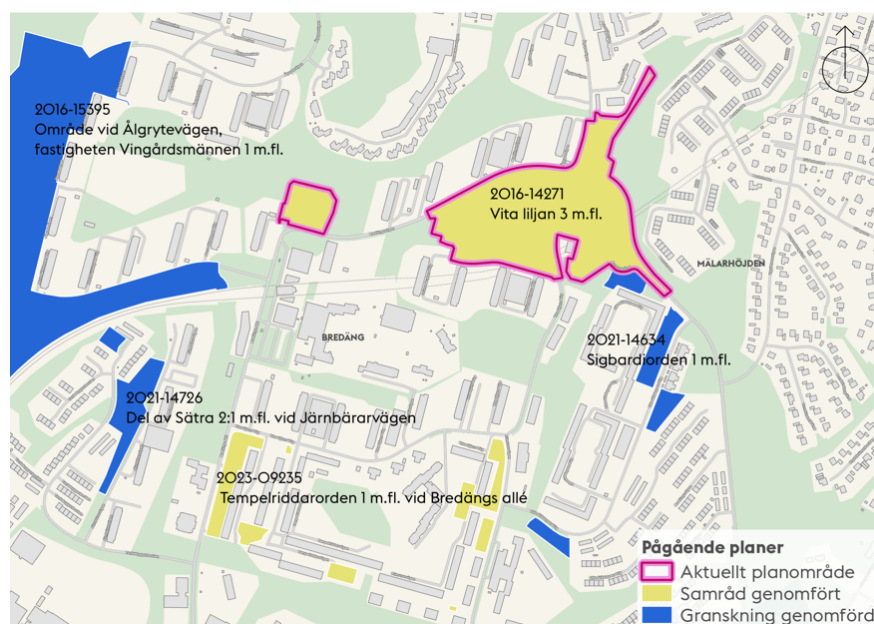 2016-15395
Område vid Ålgrytevägen,
fastigheten Vingårdsmännen 1 m.fl.
2016-14271
Vita liljan 3 m.fl.
MÄLARHÖJDEN
BREDÄNG
2021-14634
Sigbardiorden 1 m.fl.
2021-14726
Del av Sätra 2:1 m.fl. vid Järnbärarvägen
2023-09235
Tempelriddarorden 1 m.fl. vid Bredängs allé
Pågående planer
Aktuellt planområde
Samråd genomfört
Granskning genomförd